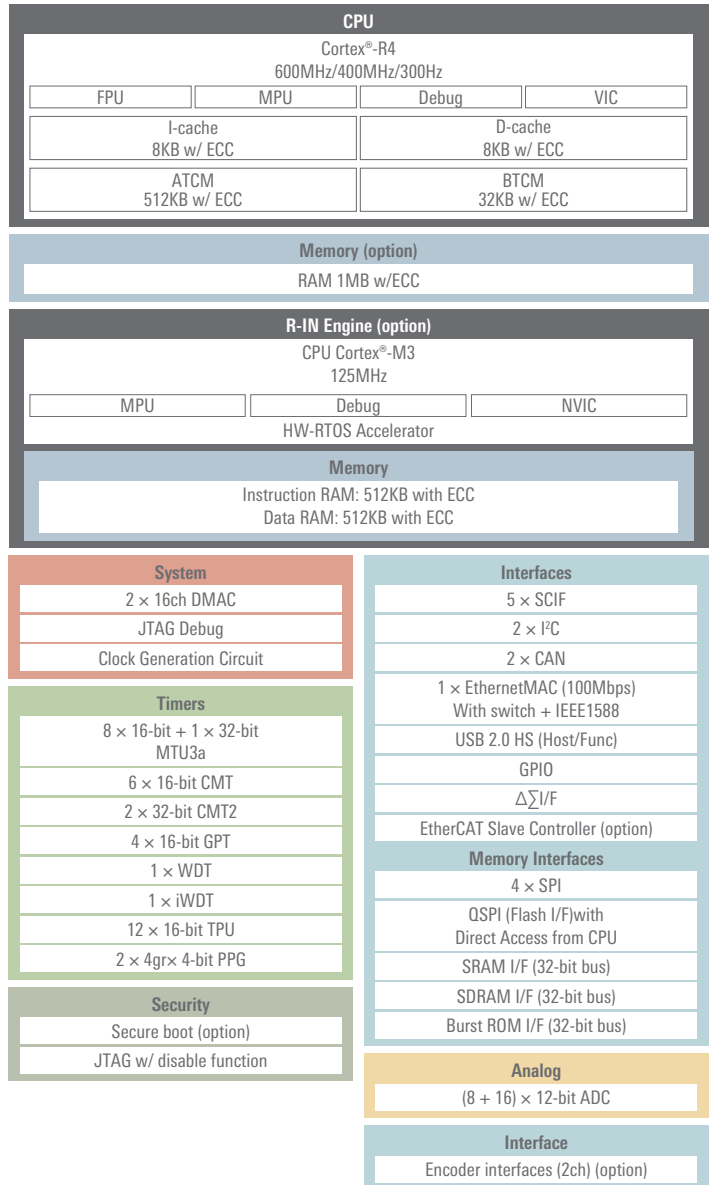 CPU
Cortex®-R4
600MHz/400MHz/300Hz
FPU
MPU
Debug
VIC
I-cache
8KB w/ ECC
D-cache
8KB w/ ECC
ATCM
512KB w/ ECC
BTCM
32KB w/ ECC
Memory (option)
RAM 1MB w/ECC
R-IN Engine (option)
CPU Cortex®-M3
125MHz
MPU
Debug
NVIC
HW-RTOS Accelerator
Memory
Instruction RAM: 512KB with ECC
Data RAM: 512KB with ECC
System
2 × 16ch DMAC
JTAG Debug
Clock Generation Circuit
Timers
8 × 16-bit + 1 × 32-bit
MTU3a
6 × 16-bit CMT
2 × 32-bit CMT2
4 × 16-bit GPT
1 × WDT
1 × iWDT
12 × 16-bit TPU
2 × 4gr× 4-bit PPG
Security
Secure boot (option)
JTAG w/ disable function
Interfaces
5 × SCIF
2 × I²C
2 × CAN
1 × EthernetMAC (100Mbps)
With switch + IEEE1588
USB 2.0 HS (Host/Func)
GPIO
Δ∑I/F
EtherCAT Slave Controller (option)
Memory Interfaces
4 × SPI
QSPI (Flash I/F)with
Direct Access from CPU
SRAM I/F (32-bit bus)
SDRAM I/F (32-bit bus)
Burst ROM I/F (32-bit bus)
Analog
(8 + 16) × 12-bit ADC
Interface
Encoder interfaces (2ch) (option)